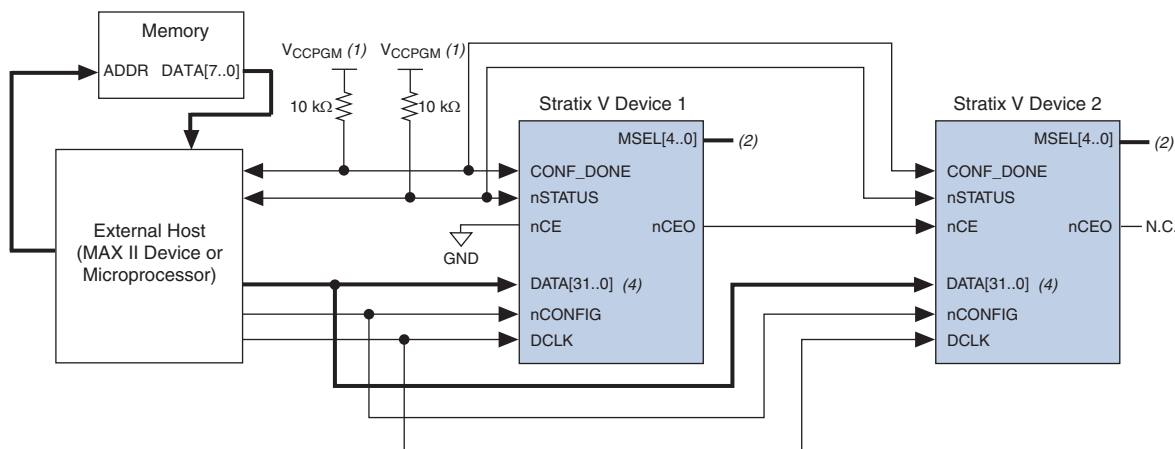 Memory
ADDR DATA[7..0]
VCCPGM (1) VCCPGM (1)
10 kΩ 10 kΩ
Stratix V Device 1
Stratix V Device 2
External Host
(MAX II Device or
Microprocessor)
MSEL[4..0] (2)
CONF_DONE
nSTATUS
nCE nCEO
GND
DATA[31..0] (4)
nCONFIG
DCLK
MSEL[4..0] (2)
CONF_DONE
nSTATUS
nCE nCEO N.C.
DATA[31..0] (4)
nCONFIG
DCLK